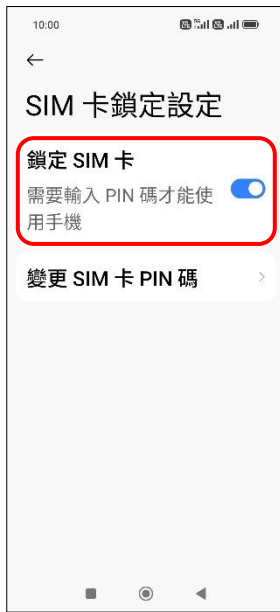 10:00
SIM 卡鎖定設定
鎖定 SIM 卡
需要輸入 PIN 碼才能使
用手機
變更 SIM 卡 PIN 碼